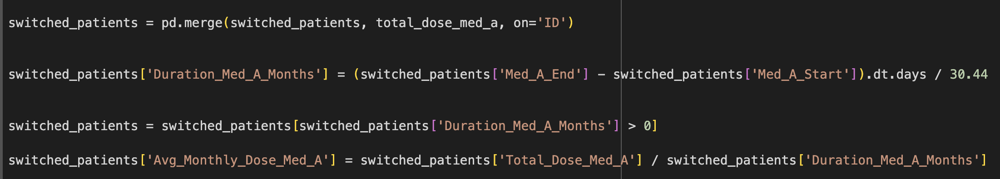 switched_patients = pd.merge(switched_patients, total_dose_med_a, on='ID')
switched_patients['Duration_Med_A_Months'] = (switched_patients['Med_A_End'] - switched_patients['Med_A_Start']).dt.days / 30.44
switched_patients = switched_patients[switched_patients['Duration_Med_A_Months'] > 0]
switched_patients['Avg_Monthly_Dose_Med_A'] = switched_patients['Total_Dose_Med_A'] / switched_patients['Duration_Med_A_Months']